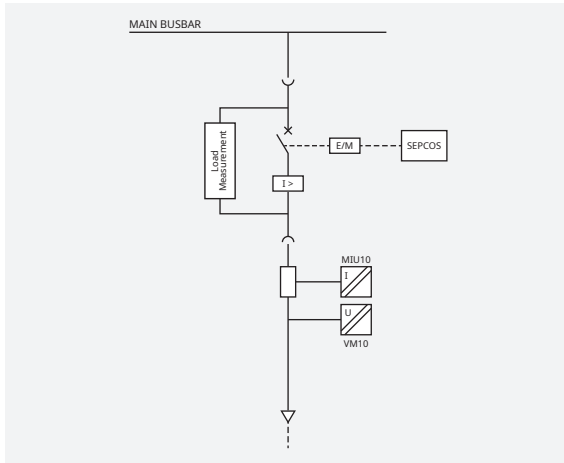 MAIN BUSBAR
Load
Measurement
E/M
SEPCOS
I >
MIU10
I
U
VM10